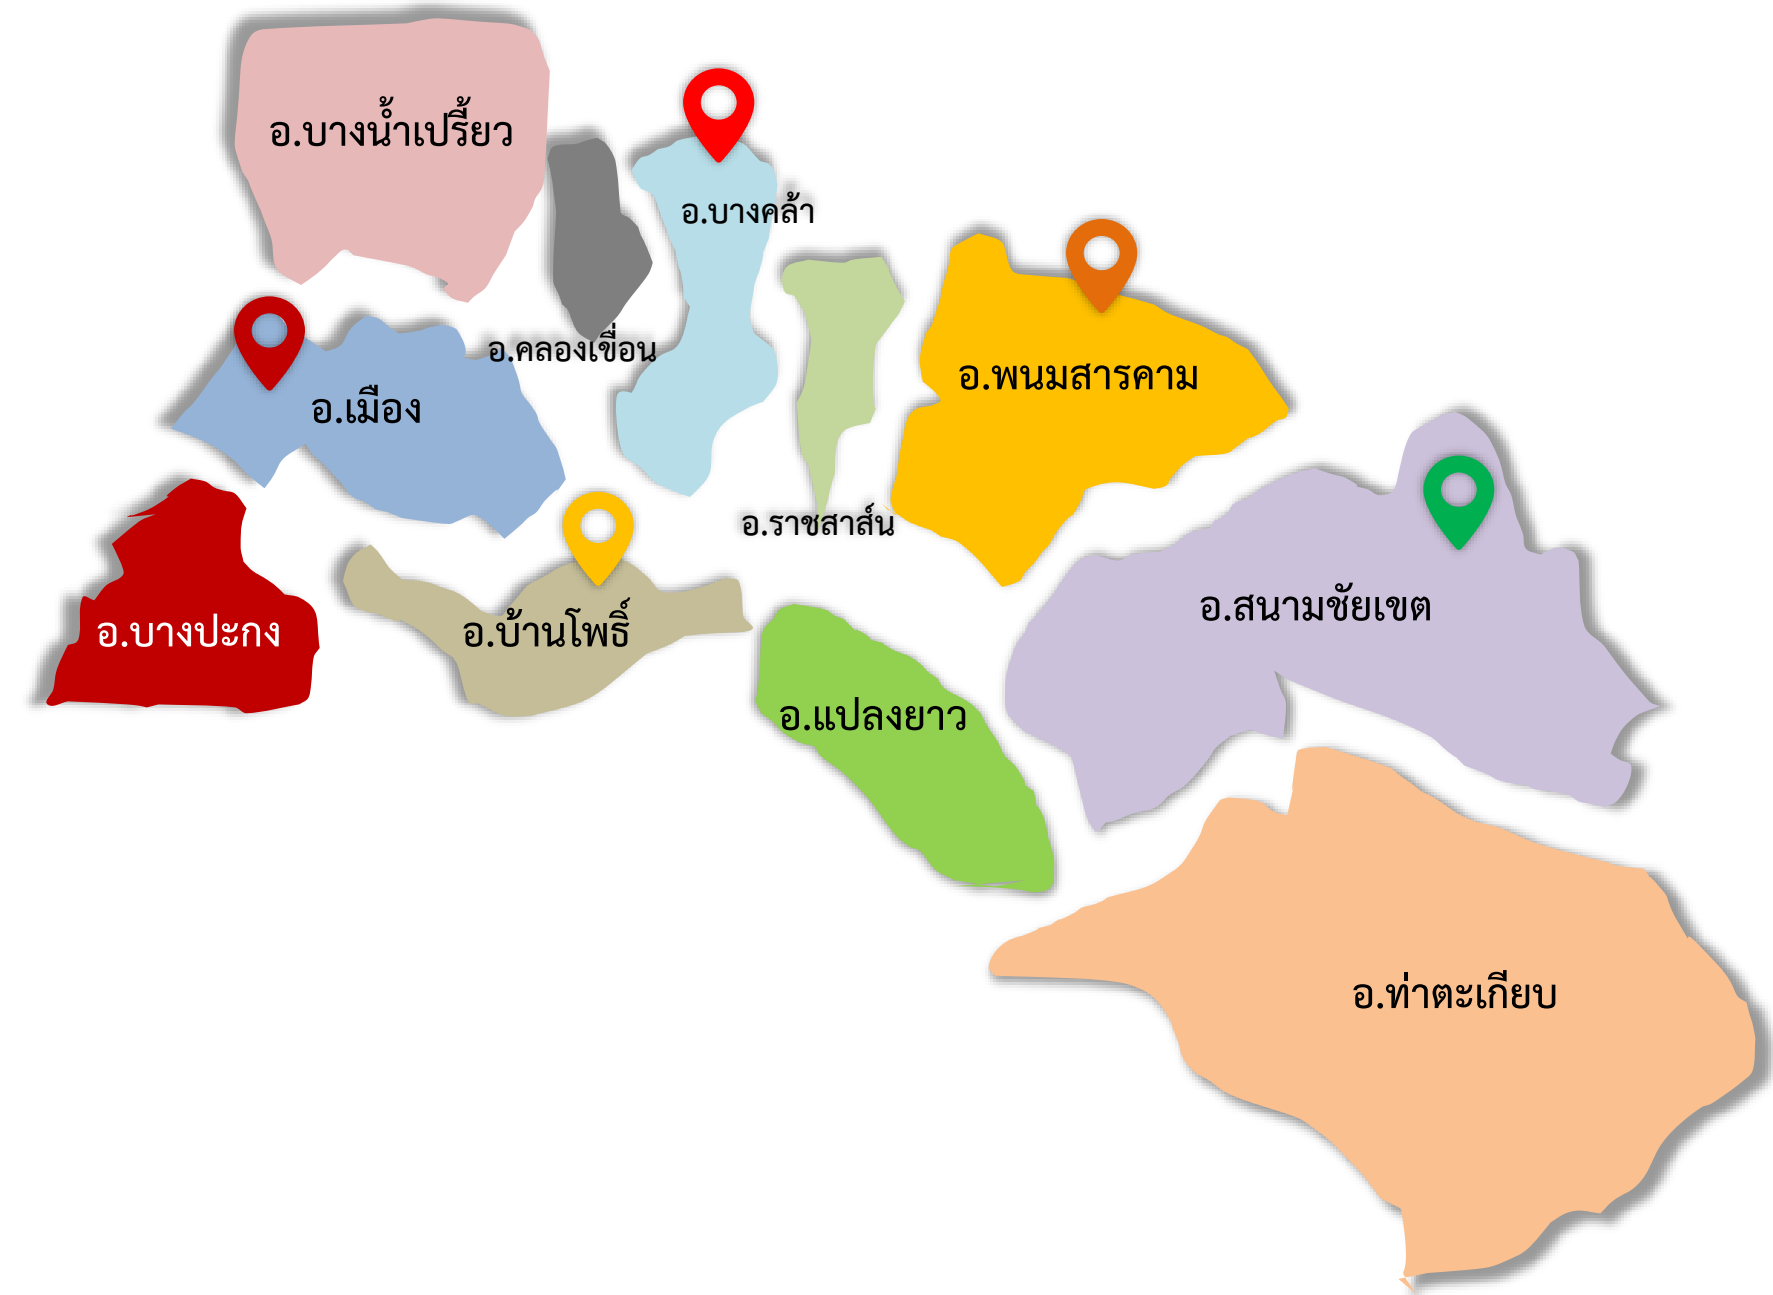 อ.บางน้ำเปรี้ยว
อ.บางคล้า
อ.คลองเขื่อน
อ.พนมสารคาม
อ.เมือง
อ.ราชสาส์น
อ.สนามชัยเขต
อ.บางปะกง
อ.บ้านโพธิ์
อ.แปลงยาว
อ.ท่าตะเกียบ